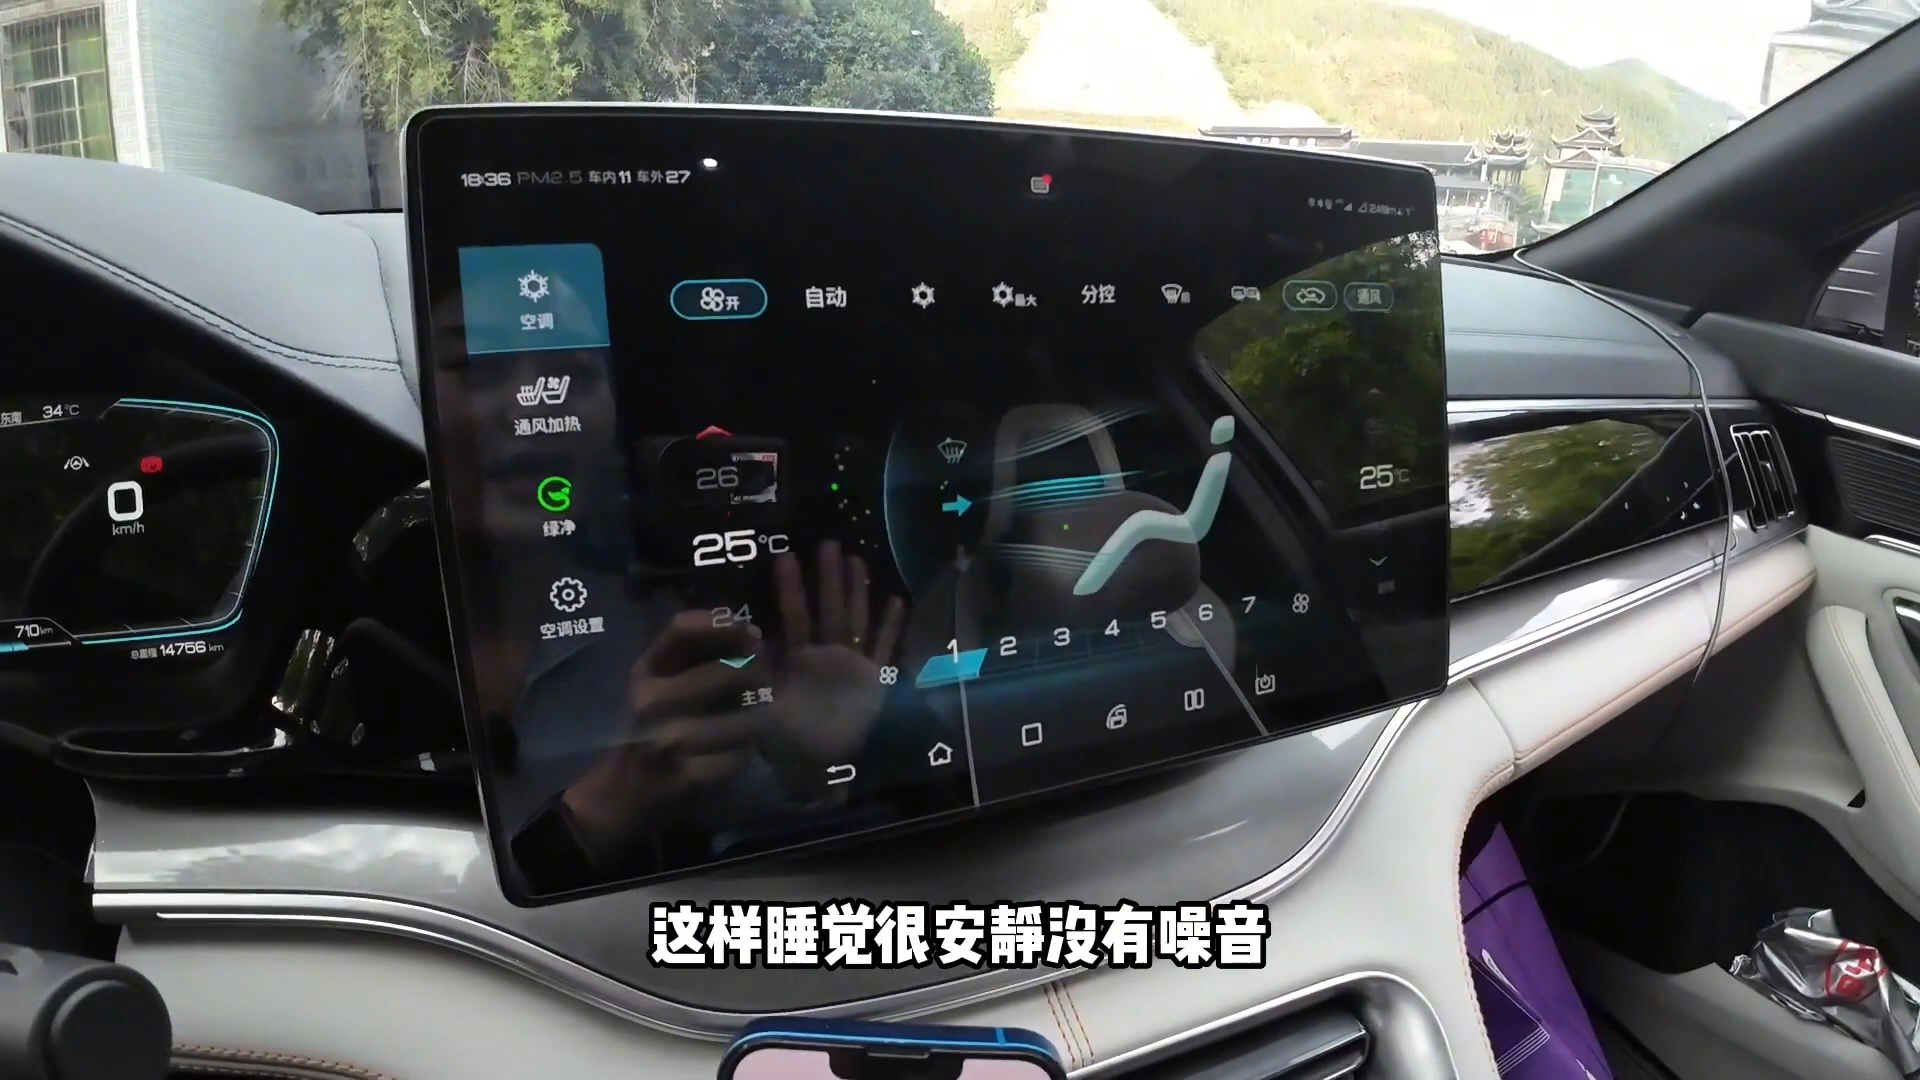 18:36 PM2.5 车内11 车外27
空调
开
自动
最大
分控
前
通风
通风加热
绿净
空调设置
26
25°C
24
主驾
25°C
1 2 3 4 5 6 7
东南 34°C
0
km/h
710km
总里程 14756 km
这样睡觉很安静没有噪音